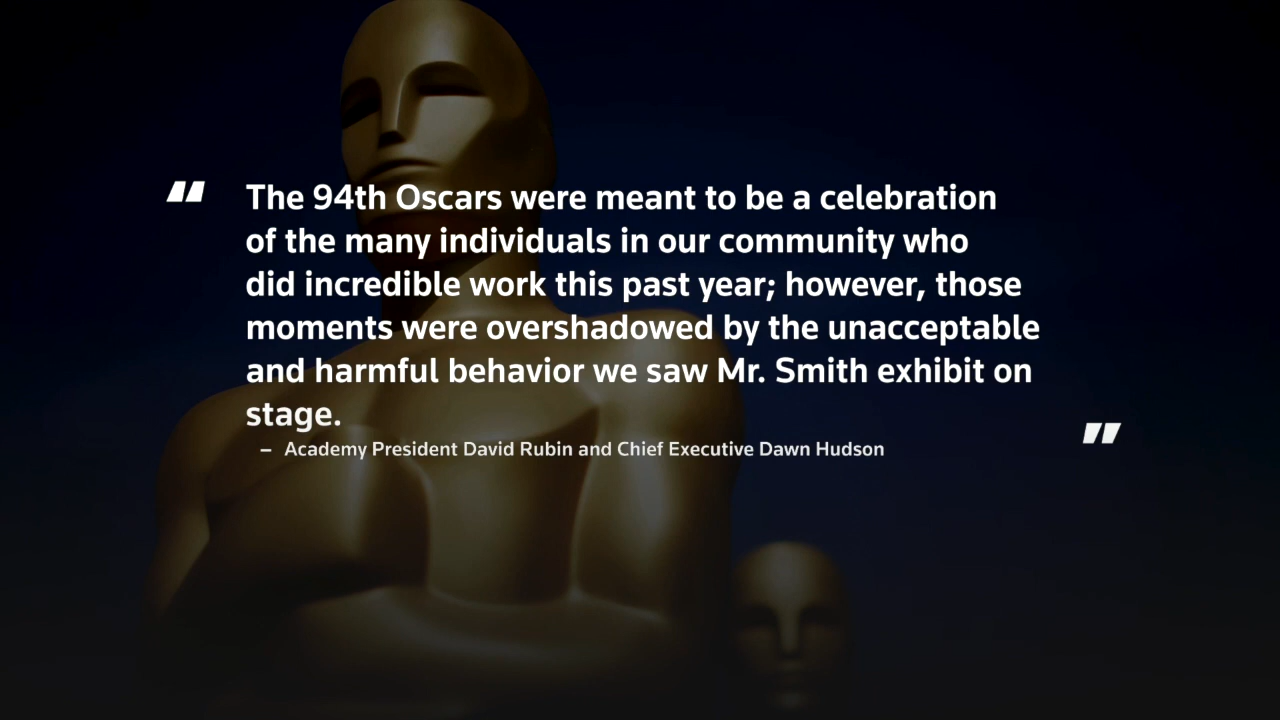 “ The 94th Oscars were meant to be a celebration
of the many individuals in our community who
did incredible work this past year; however, those
moments were overshadowed by the unacceptable
and harmful behavior we saw Mr. Smith exhibit on
stage. ”
– Academy President David Rubin and Chief Executive Dawn Hudson